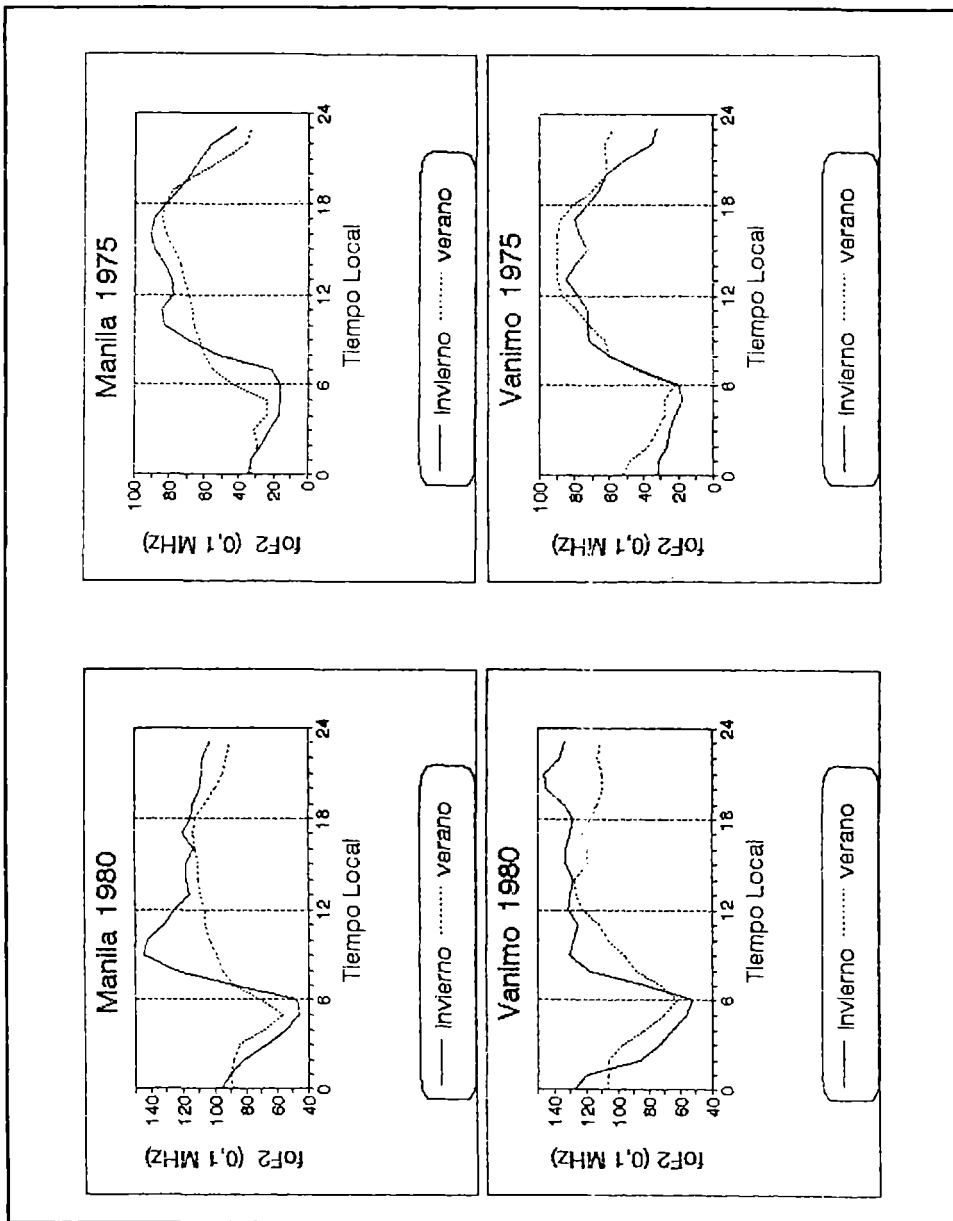 Manila 1980
foF2 (0,1 MHz)
140
120
100
80
60
40
0
6
12
18
24
Tiempo Local
Invierno
verano
Manila 1975
foF2 (0,1 MHz)
100
80
60
40
20
0
0
6
12
18
24
Tiempo Local
Invierno
verano
Vanimo 1980
foF2 (0,1 MHz)
140
120
100
80
60
40
0
6
12
18
24
Tiempo Local
Invierno
verano
Vanimo 1975
foF2 (0,1 MHz)
100
80
60
40
20
0
0
6
12
18
24
Tiempo Local
Invierno
verano